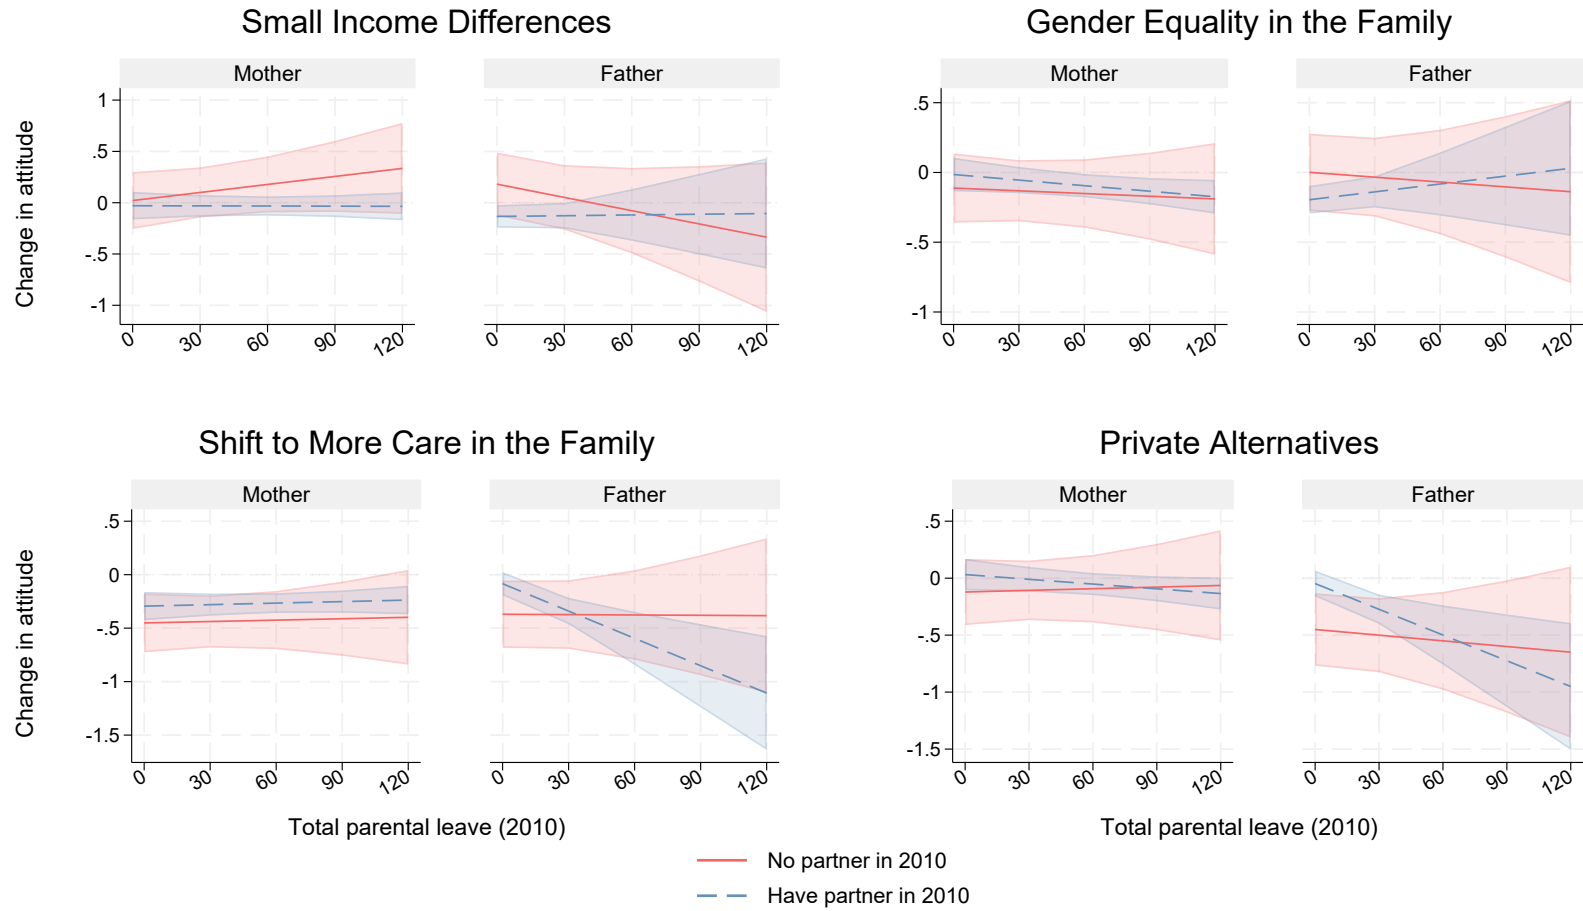 Small Income Differences
Gender Equality in the Family
Mother
Father
Mother
Father
Change in attitude
1
.5
0
-.5
-1
.5
0
-.5
-1
0 30 60 90 120
0 30 60 90 120
0 30 60 90 120
0 30 60 90 120
Shift to More Care in the Family
Private Alternatives
Mother
Father
Mother
Father
Change in attitude
.5
0
-.5
-1
-1.5
.5
0
-.5
-1
-1.5
0 30 60 90 120
0 30 60 90 120
0 30 60 90 120
0 30 60 90 120
Total parental leave (2010)
Total parental leave (2010)
No partner in 2010
Have partner in 2010